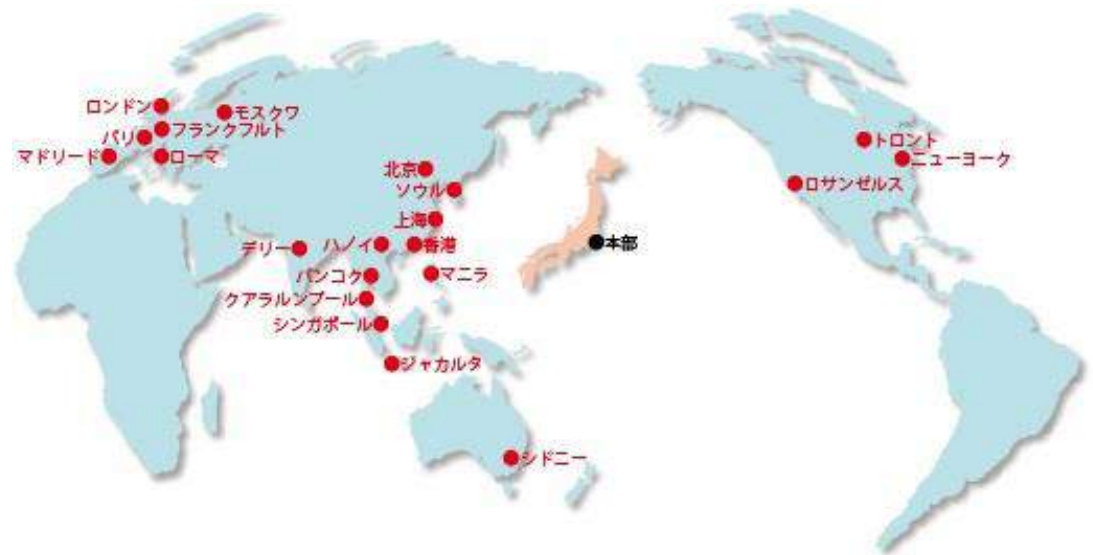 ロンドン
モスクワ
フランクフルト
パリ
マドリード
ローマ
トロント
ニューヨーク
北京
ロサンゼルス
ソウル
上海
本部
デリー
ハノイ
香港
バンコク
マニラ
クアラルンプール
シンガポール
ジャカルタ
シドニー